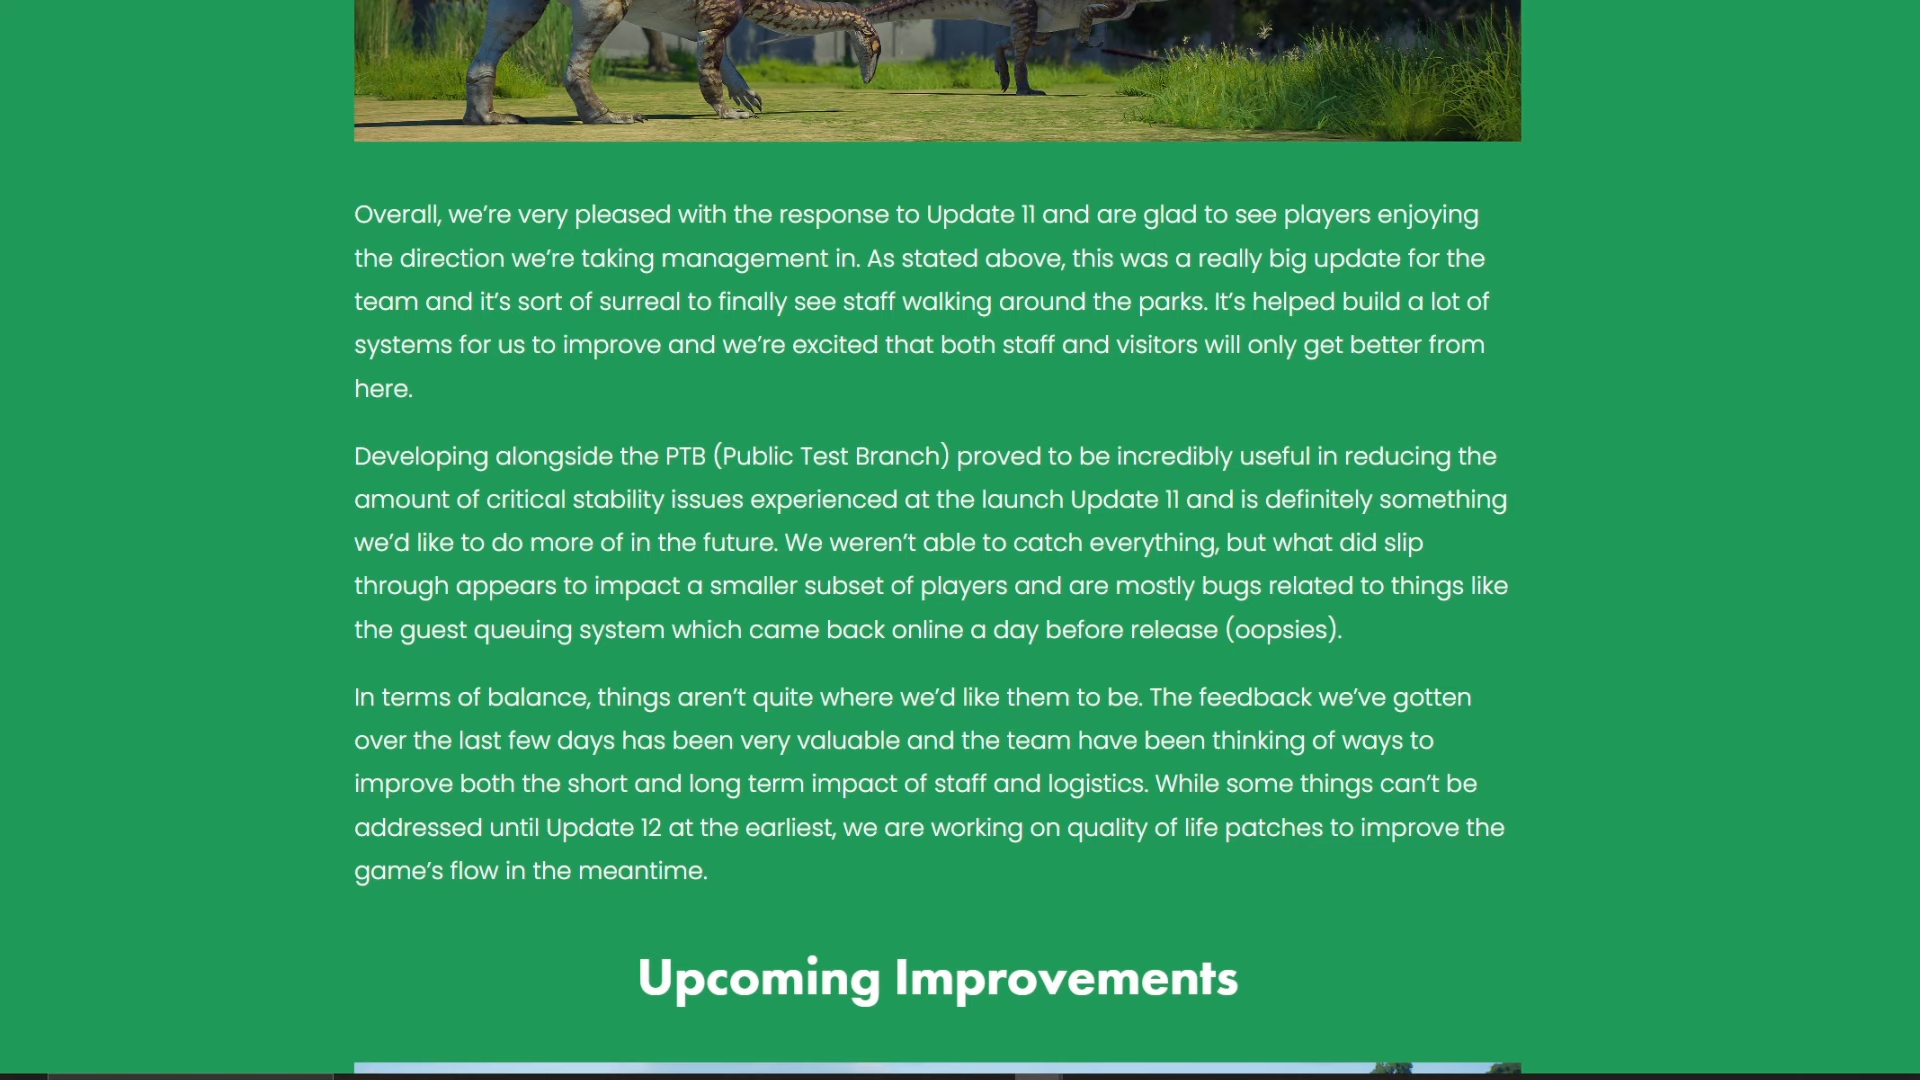 Overall, we’re very pleased with the response to Update 11 and are glad to see players enjoying
the direction we’re taking management in. As stated above, this was a really big update for the
team and it’s sort of surreal to finally see staff walking around the parks. It’s helped build a lot of
systems for us to improve and we’re excited that both staff and visitors will only get better from
here.
Developing alongside the PTB (Public Test Branch) proved to be incredibly useful in reducing the
amount of critical stability issues experienced at the launch Update 11 and is definitely something
we’d like to do more of in the future. We weren’t able to catch everything, but what did slip
through appears to impact a smaller subset of players and are mostly bugs related to things like
the guest queuing system which came back online a day before release (oopsies).
In terms of balance, things aren’t quite where we’d like them to be. The feedback we’ve gotten
over the last few days has been very valuable and the team have been thinking of ways to
improve both the short and long term impact of staff and logistics. While some things can’t be
addressed until Update 12 at the earliest, we are working on quality of life patches to improve the
game’s flow in the meantime.
Upcoming Improvements